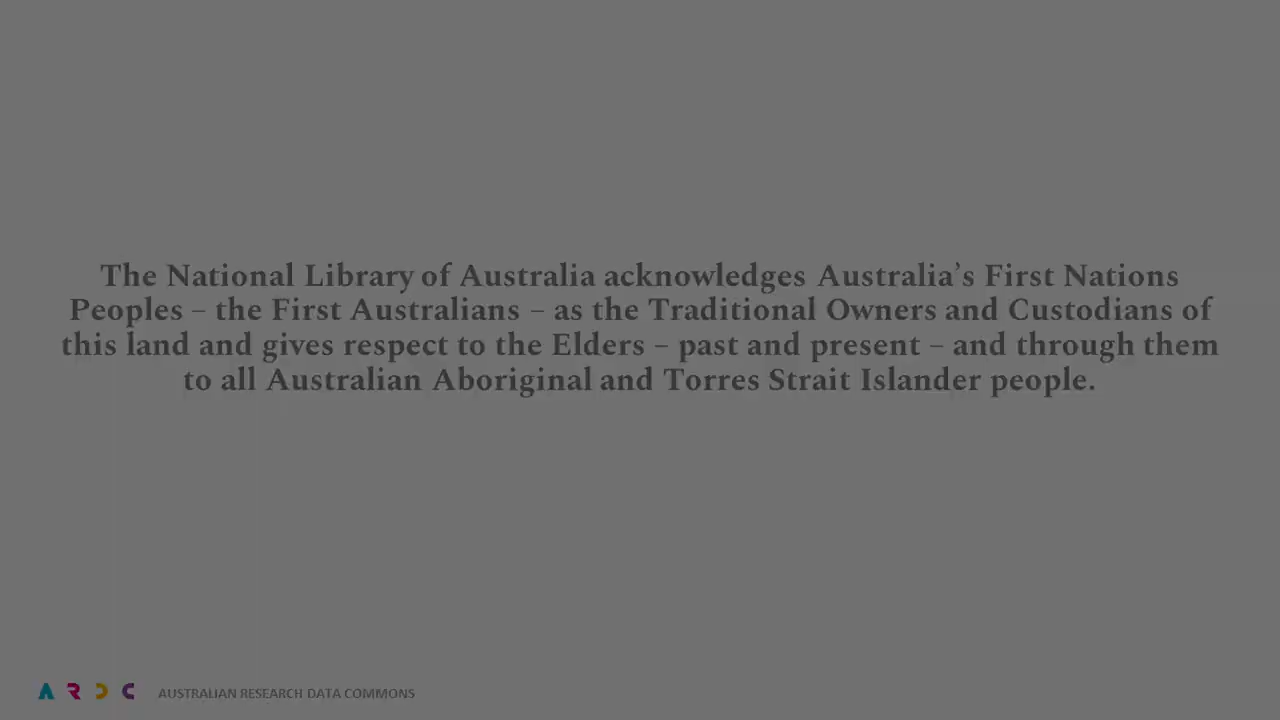 The National Library of Australia acknowledges Australia’s First Nations
Peoples – the First Australians – as the Traditional Owners and Custodians of
this land and gives respect to the Elders – past and present – and through them
to all Australian Aboriginal and Torres Strait Islander people.
ARDC AUSTRALIAN RESEARCH DATA COMMONS